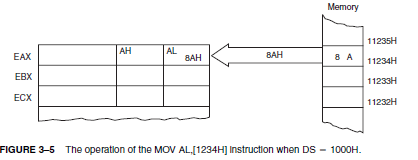 Memory
AH
AL
8AH
EAX
EBX
ECX
8AH
11235H
8 A
11234H
11233H
11232H
FIGURE 3–5 The operation of the MOV AL,[1234H] instruction when DS = 1000H.